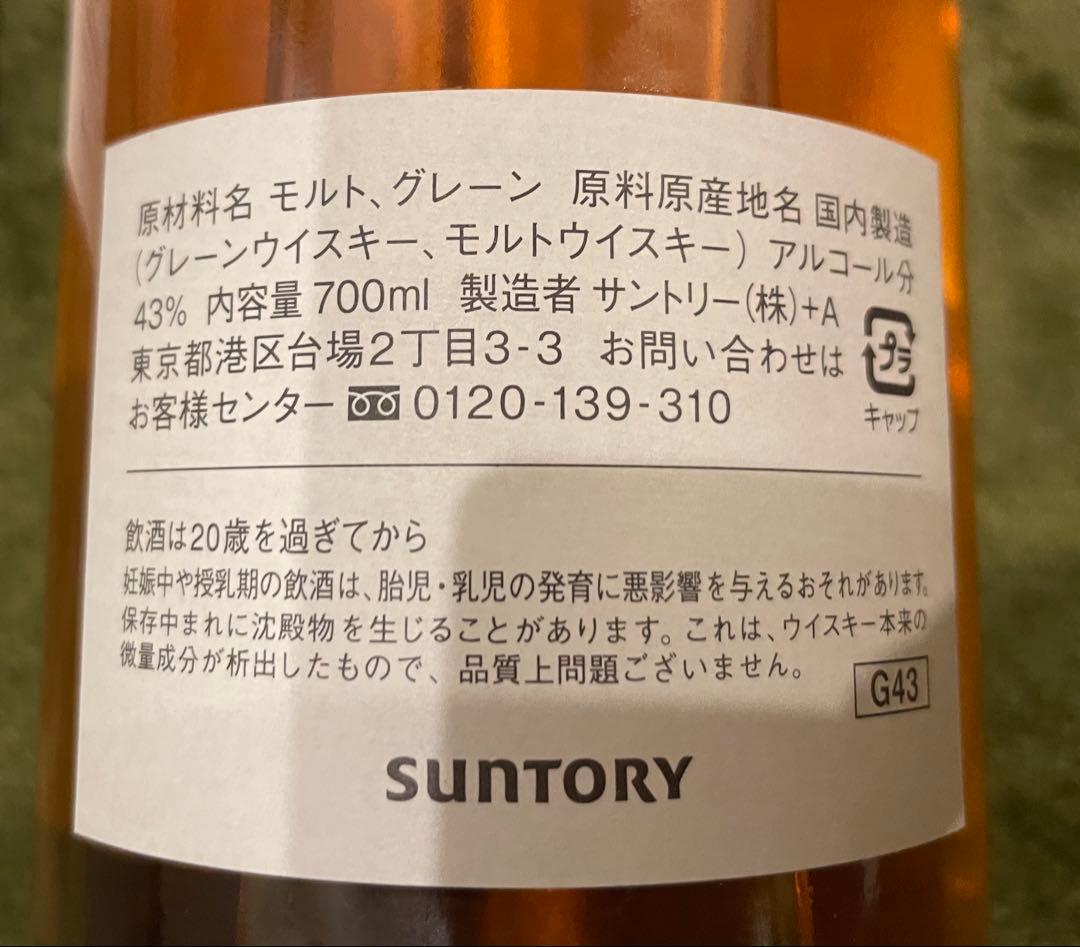 原材料名 モルト、グレーン 原料原産地名 国内製造
(グレーンウイスキー、モルトウイスキー) アルコール分
43% 内容量 700ml 製造者 サントリー(株)+A
東京都港区台場2丁目3-3 お問い合わせは
お客様センター 0120-139-310
プラ
キャップ
飲酒は20歳を過ぎてから
妊娠中や授乳期の飲酒は、胎児・乳児の発育に悪影響を与えるおそれがあります。
保存中まれに沈殿物を生じることがあります。これは、ウイスキー本来の
微量成分が析出したもので、品質上問題ございません。
G43
SUNTORY